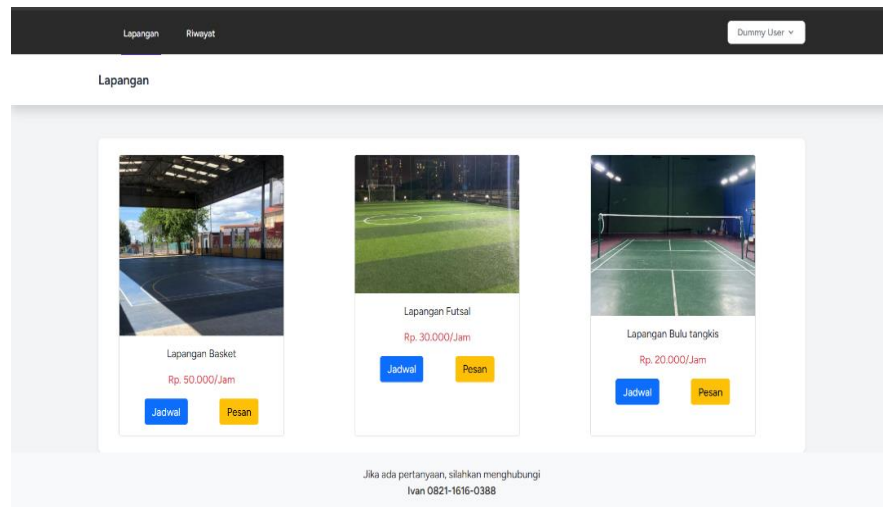 Lapangan Riwayat Dummy User
Lapangan
Lapangan Basket
Rp. 50.000/Jam
Jadwal Pesan
Lapangan Futsal
Rp. 30.000/Jam
Jadwal Pesan
Lapangan Bulu tangkis
Rp. 20.000/Jam
Jadwal Pesan
Jika ada pertanyaan, silahkan menghubungi
Ivan 0821-1616-0388